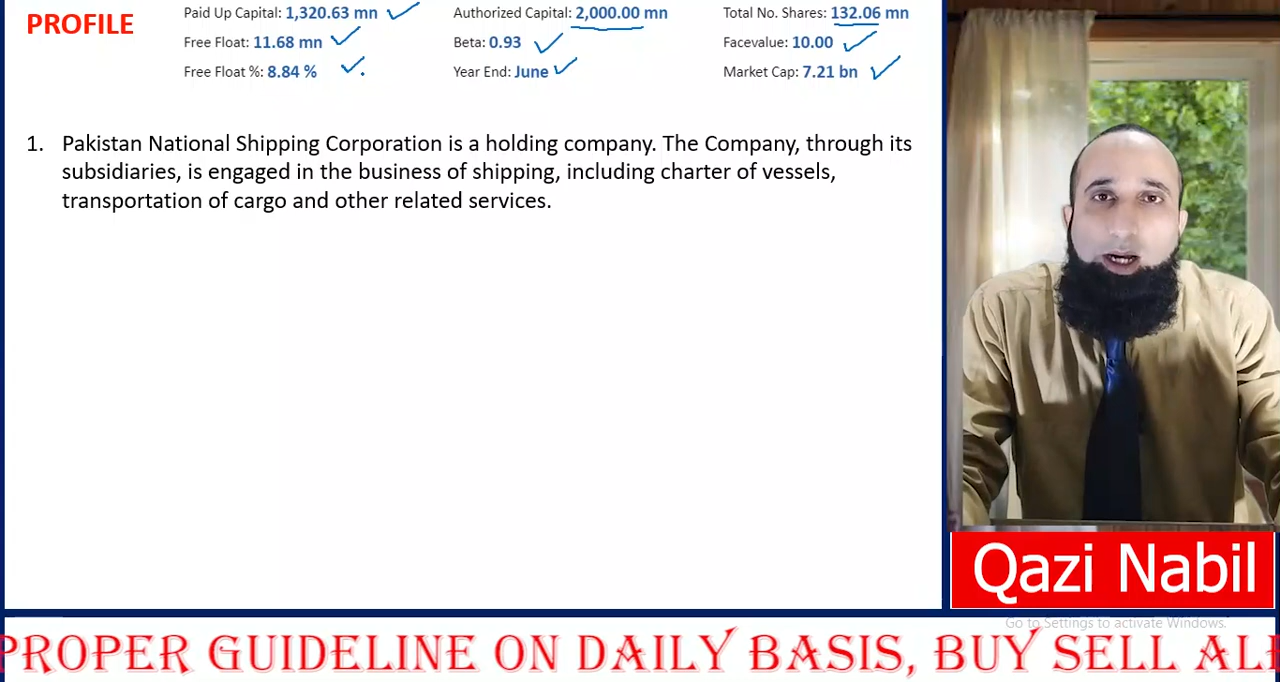 PROFILE
Paid Up Capital: 1,320.63 mn Authorized Capital: 2,000.00 mn Total No. Shares: 132.06 mn
Free Float: 11.68 mn Beta: 0.93 Facevalue: 10.00
Free Float %: 8.84 % Year End: June Market Cap: 7.21 bn
1. Pakistan National Shipping Corporation is a holding company. The Company, through its
subsidiaries, is engaged in the business of shipping, including charter of vessels,
transportation of cargo and other related services.
Qazi Nabil
Go to Settings to activate Windows.
PROPER GUIDELINE ON DAILY BASIS, BUY SELL